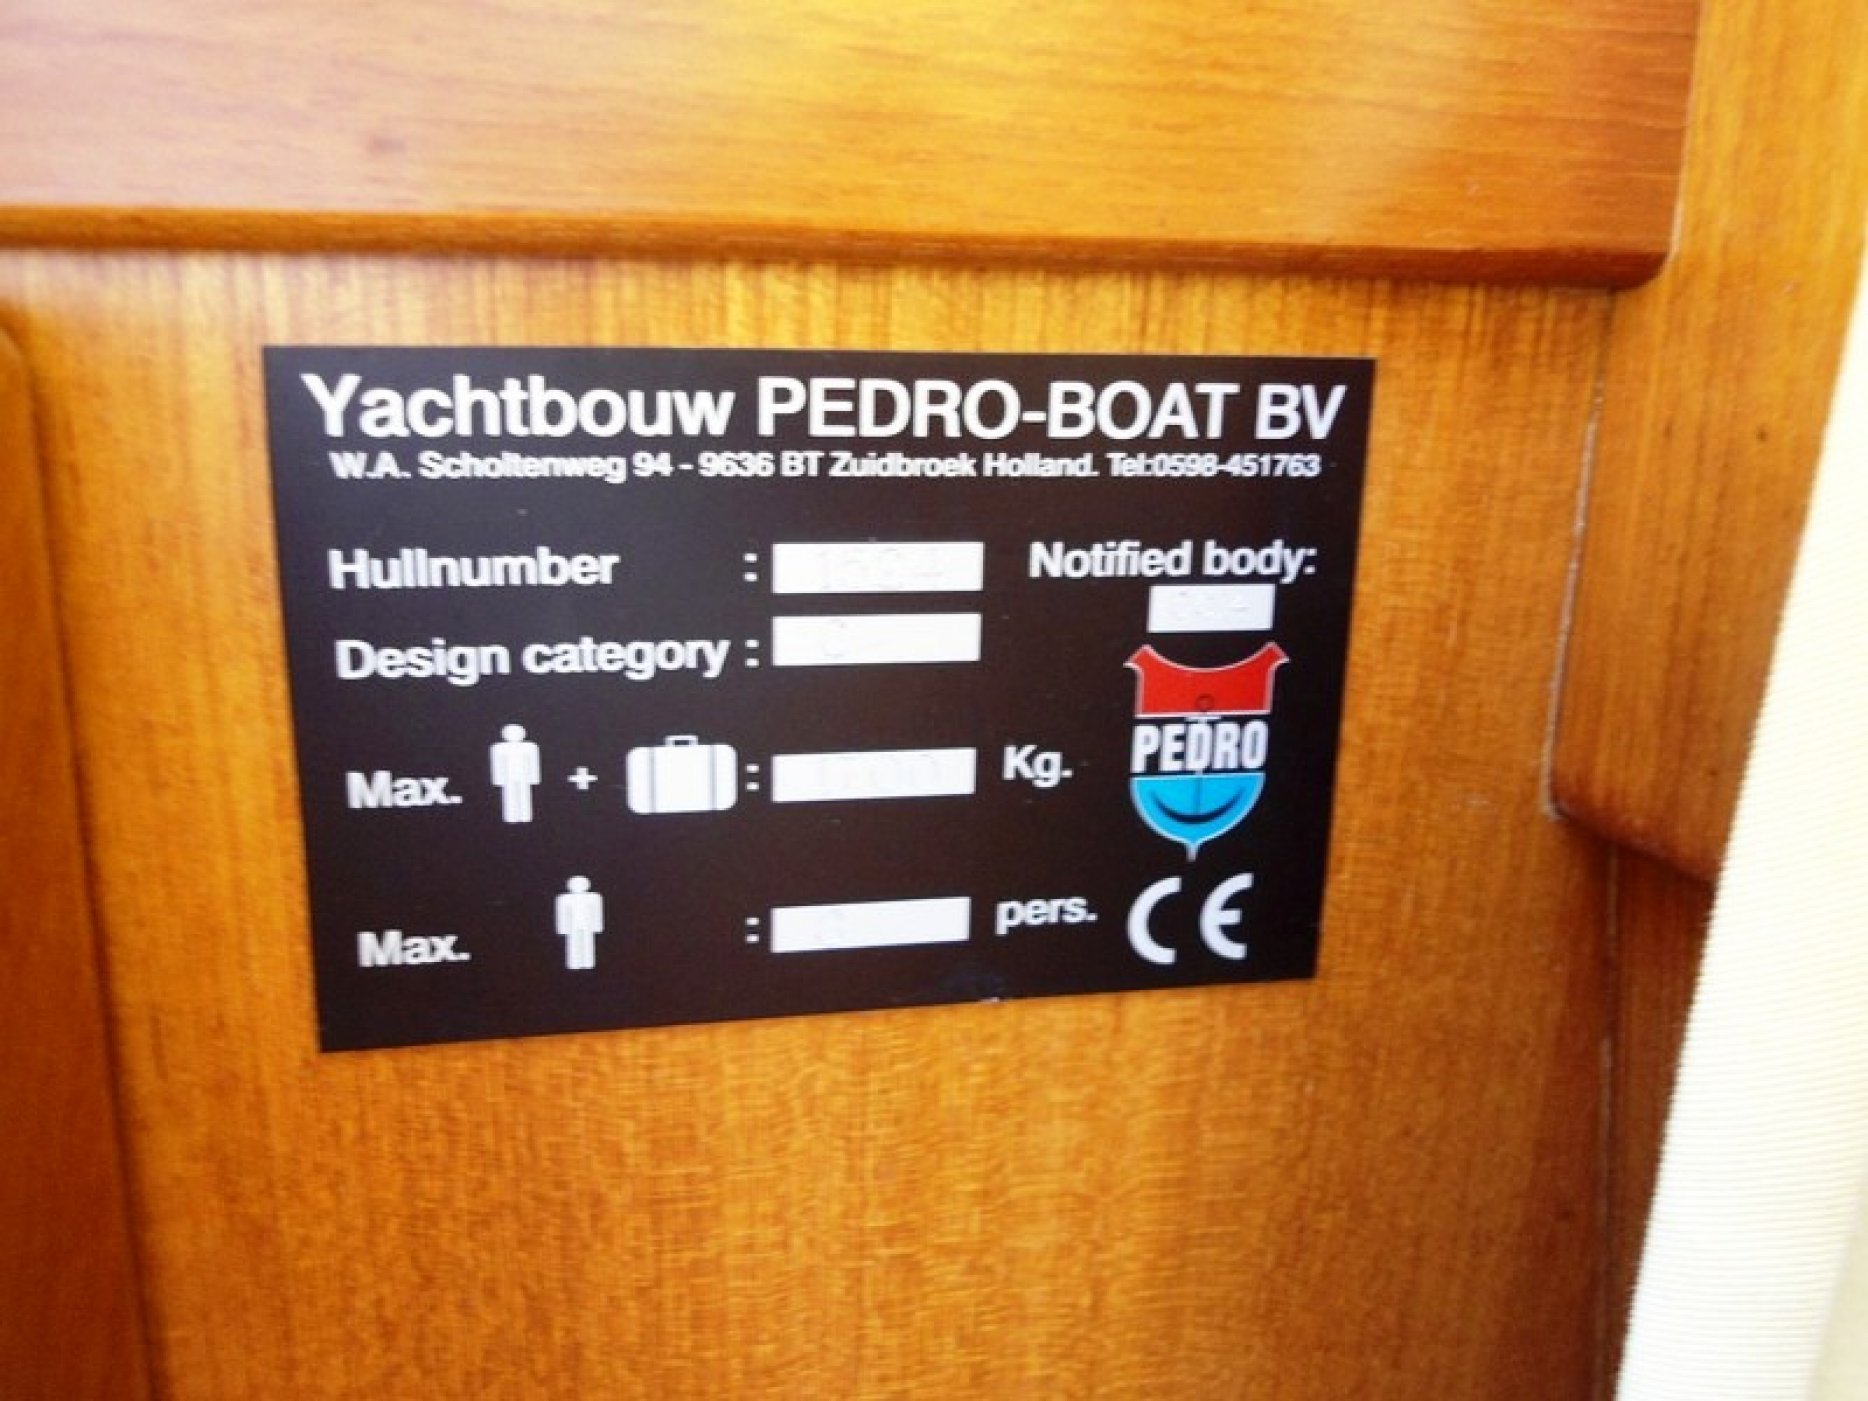 Yachtbouw PEDRO-BOAT BV
W.A. Scholtenweg 94 - 9636 BT Zuidbroek Holland. Tel:0598-451763
Hullnumber :
Notified body:
Design category :
PEDRO
Max. + : Kg.
Max. : pers.
CE